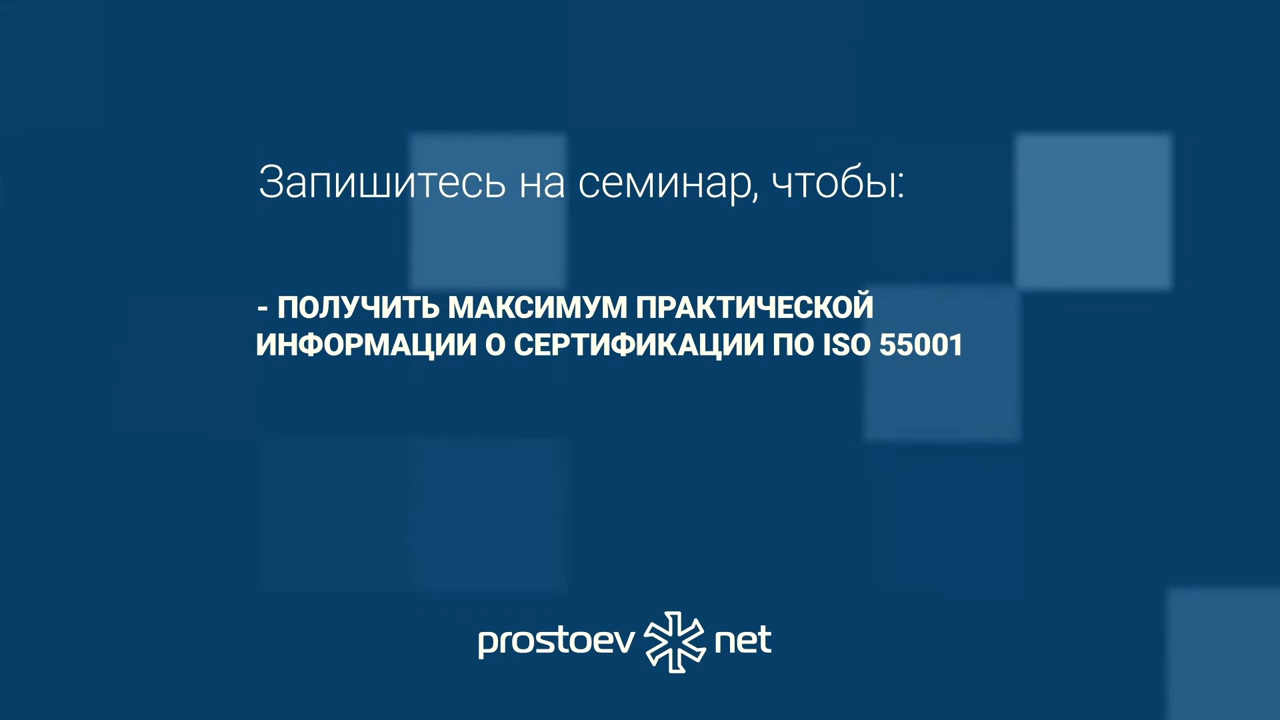 Запишитесь на семинар, чтобы:
- ПОЛУЧИТЬ МАКСИМУМ ПРАКТИЧЕСКОЙ
ИНФОРМАЦИИ О СЕРТИФИКАЦИИ ПО ISO 55001
prostoev net